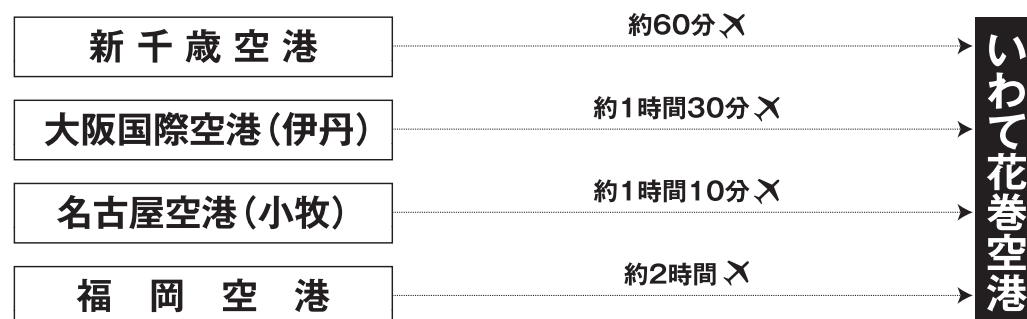 新千歳空港
約60分
大阪国際空港（伊丹）
約1時間30分
名古屋空港（小牧）
約1時間10分
福岡空港
約2時間
いわて花巻空港